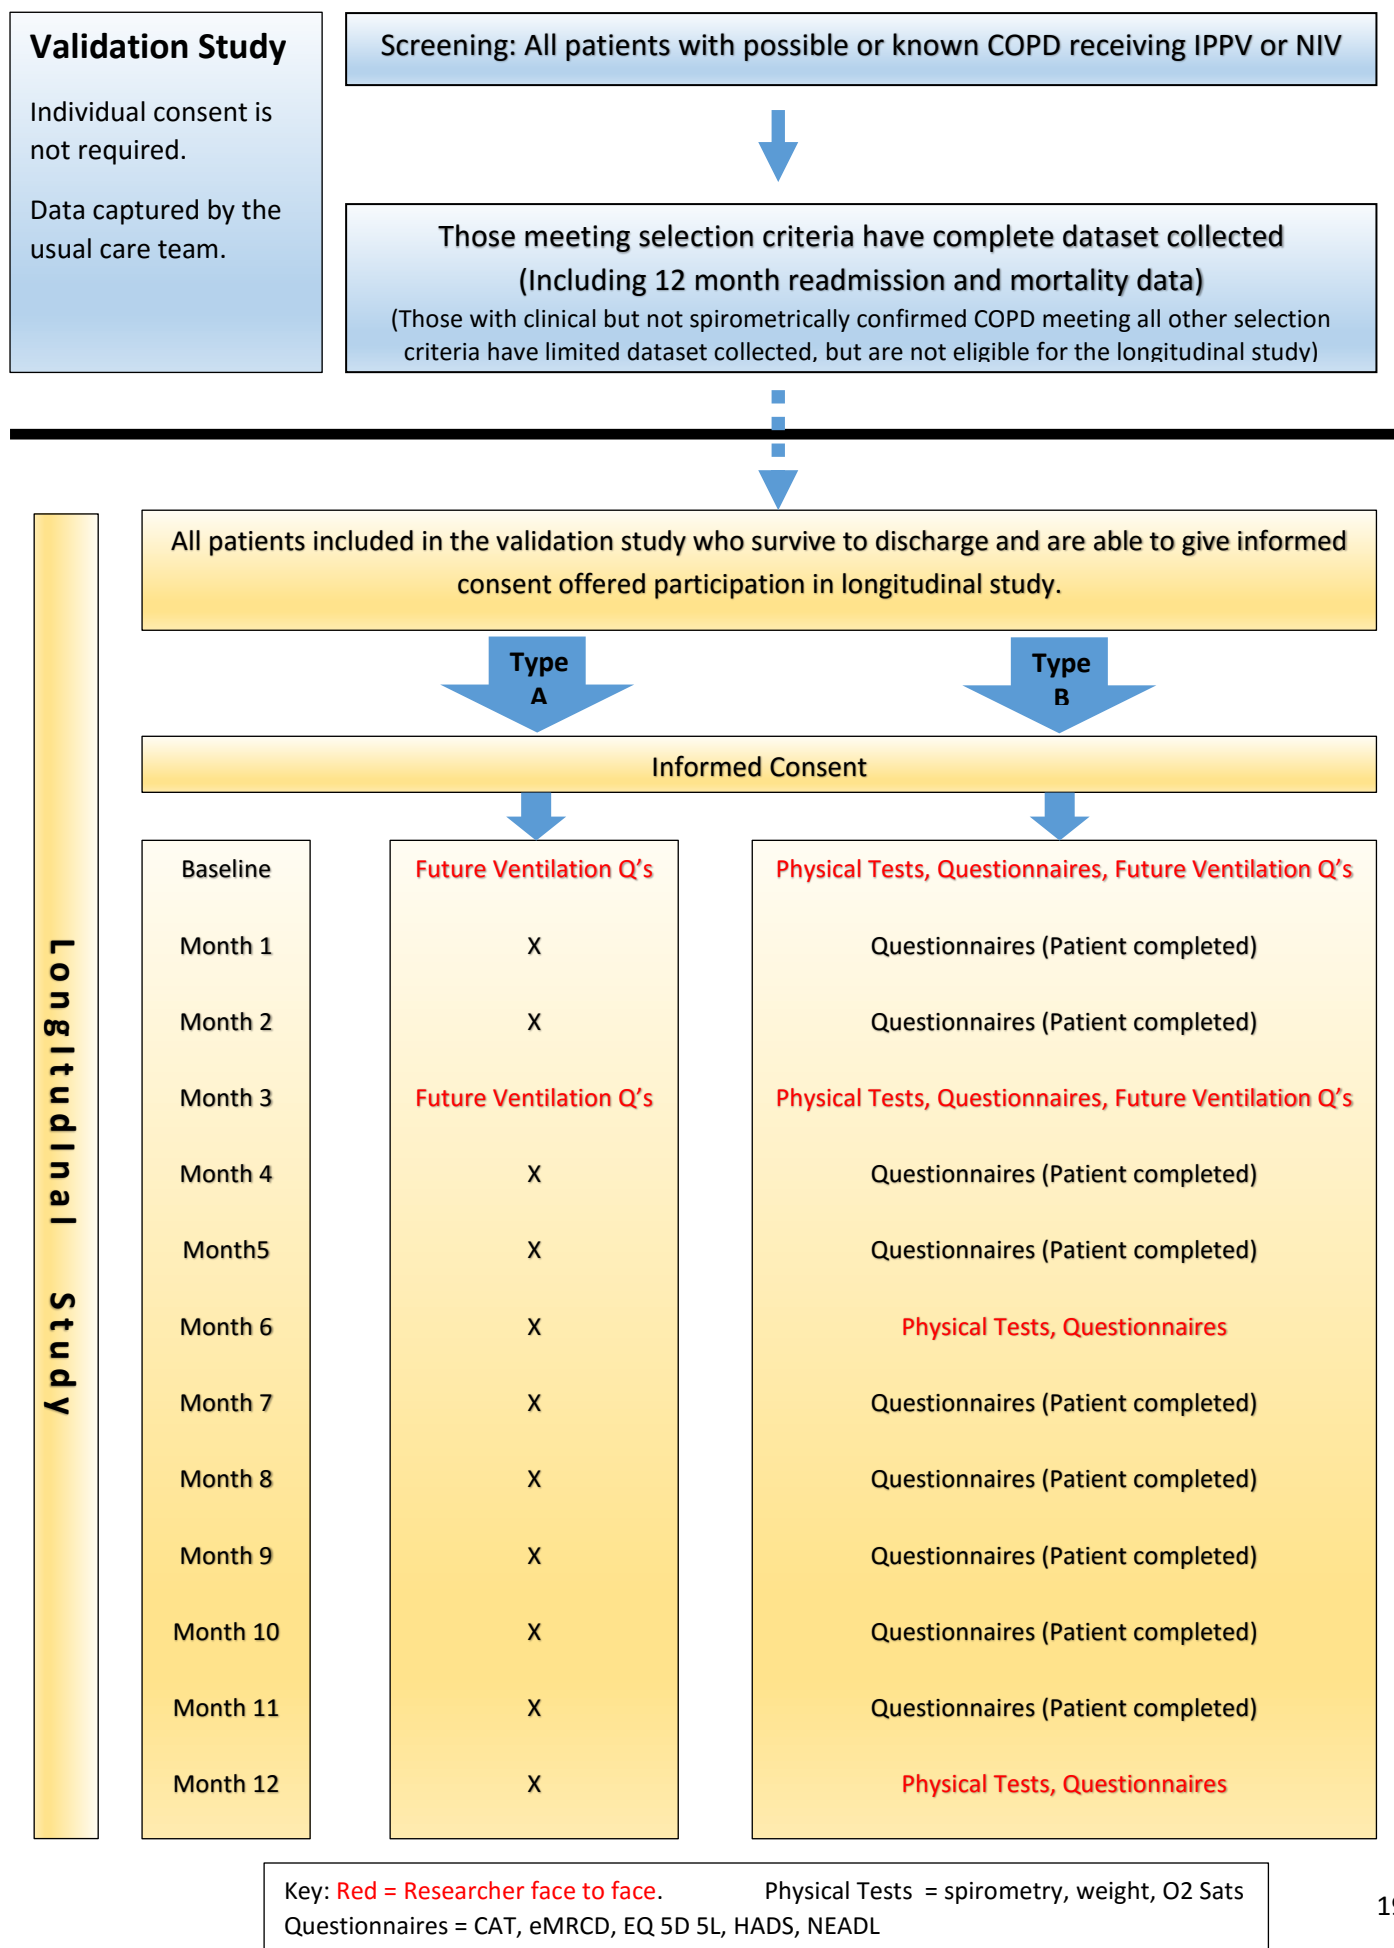 Validation Study
Individual consent is
not required.
Data captured by the
usual care team.
Screening: All patients with possible or known COPD receiving IPPV or NIV
Those meeting selection criteria have complete dataset collected
(Including 12 month readmission and mortality data)
(Those with clinical but not spirometrically confirmed COPD meeting all other selection
criteria have limited dataset collected, but are not eligible for the longitudinal study)
All patients included in the validation study who survive to discharge and are able to give informed
consent offered participation in longitudinal study.
Type
A
Type
B
Informed Consent
LongItudInal Study
Baseline Future Ventilation Q’s Physical Tests, Questionnaires, Future Ventilation Q’s
Month 1 X Questionnaires (Patient completed)
Month 2 X Questionnaires (Patient completed)
Month 3 Future Ventilation Q’s Physical Tests, Questionnaires, Future Ventilation Q’s
Month 4 X Questionnaires (Patient completed)
Month5 X Questionnaires (Patient completed)
Month 6 X Physical Tests, Questionnaires
Month 7 X Questionnaires (Patient completed)
Month 8 X Questionnaires (Patient completed)
Month 9 X Questionnaires (Patient completed)
Month 10 X Questionnaires (Patient completed)
Month 11 X Questionnaires (Patient completed)
Month 12 X Physical Tests, Questionnaires
Key: Red = Researcher face to face. Physical Tests = spirometry, weight, O2 Sats
Questionnaires = CAT, eMRCD, EQ 5D 5L, HADS, NEADL
19